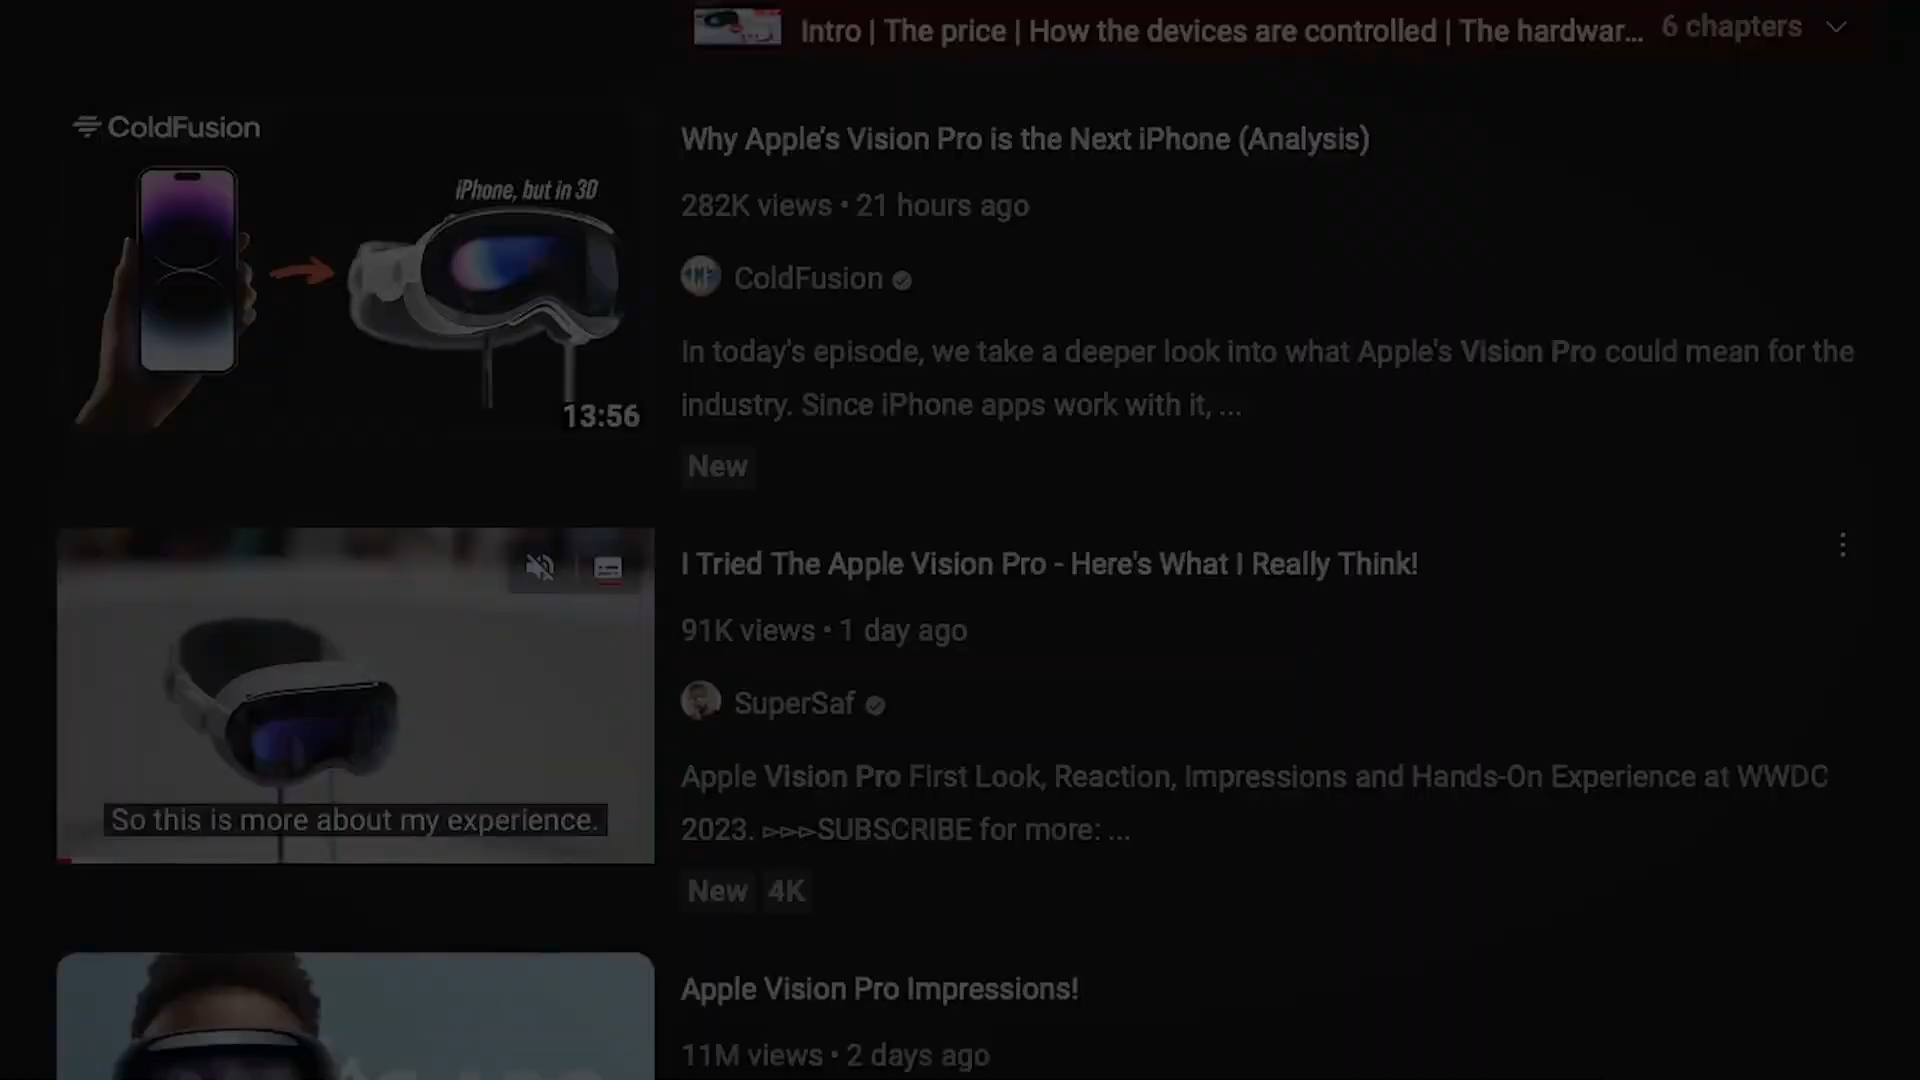 Intro | The price | How the devices are controlled | The hardwar... 6 chapters
ColdFusion
iPhone, but in 3D
13:56
Why Apple's Vision Pro is the Next iPhone (Analysis)
282K views • 21 hours ago
ColdFusion
In today's episode, we take a deeper look into what Apple's Vision Pro could mean for the
industry. Since iPhone apps work with it, ...
New
So this is more about my experience.
I Tried The Apple Vision Pro - Here's What I Really Think!
91K views • 1 day ago
SuperSaf
Apple Vision Pro First Look, Reaction, Impressions and Hands-On Experience at WWDC
2023. ▻▻▻SUBSCRIBE for more: ...
New 4K
Apple Vision Pro Impressions!
11M views • 2 days ago